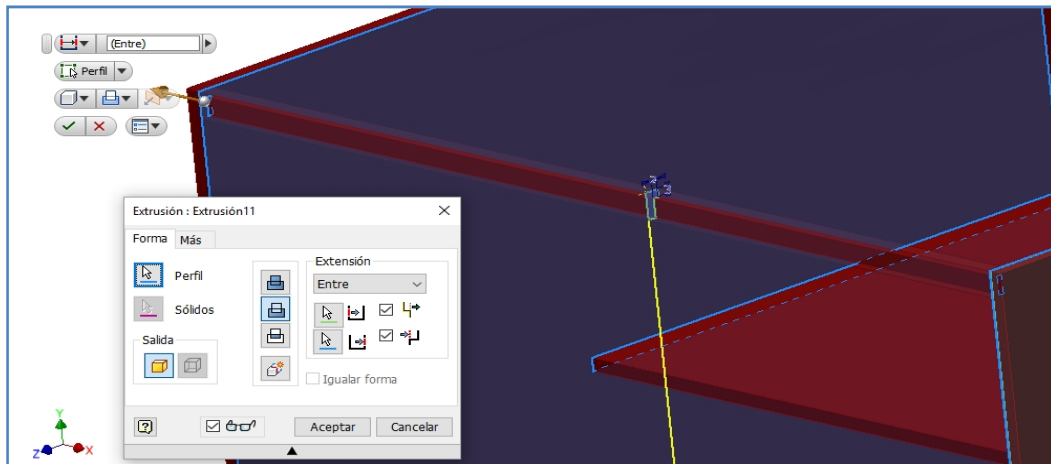 (Entre)
Perfil
Extrusión : Extrusión11
Forma Más
Perfil
Sólidos
Salida
Extensión
Entre
Igualar forma
Aceptar Cancelar
Y
Z X